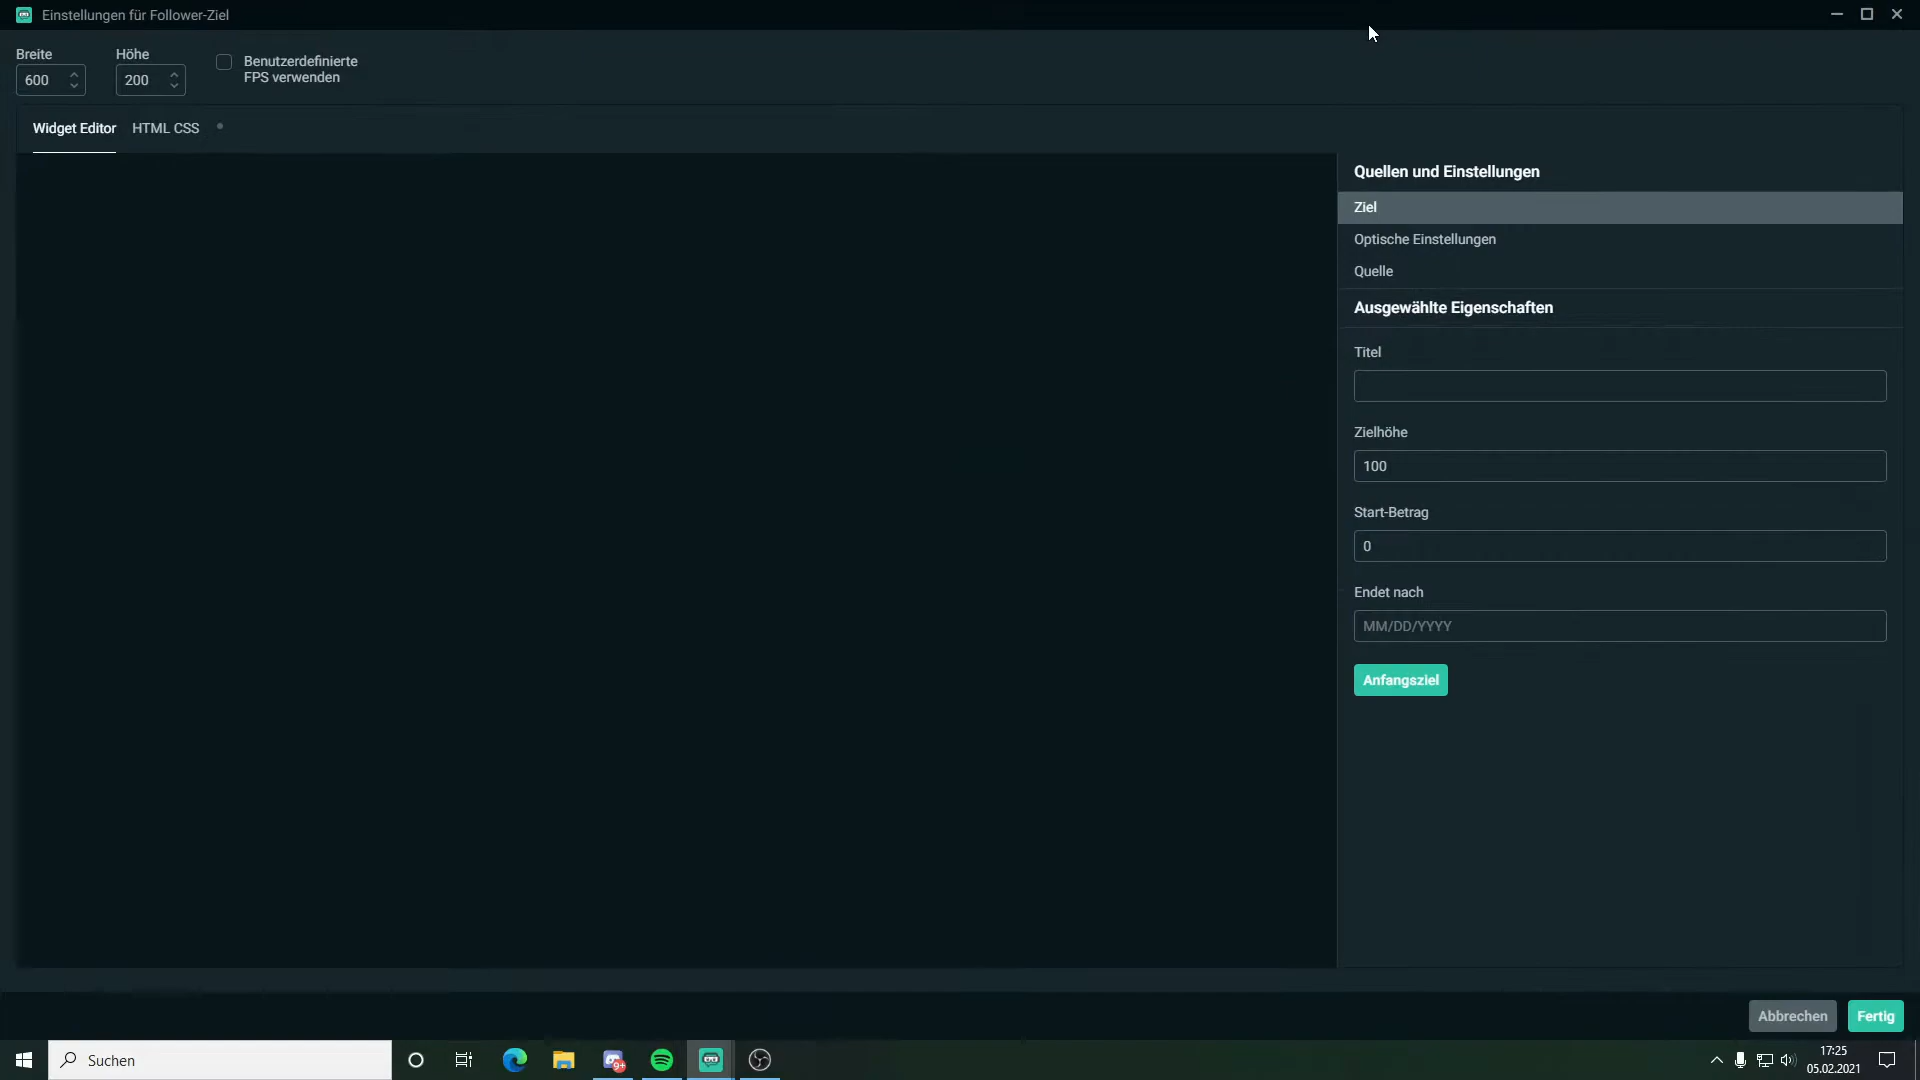 Einstellungen für Follower-Ziel
Breite
Höhe
600
200
Benutzerdefinierte
FPS verwenden
Widget Editor
HTML CSS
Quellen und Einstellungen
Ziel
Optische Einstellungen
Quelle
Ausgewählte Eigenschaften
Titel
Zielhöhe
100
Start-Betrag
0
Endet nach
MM/DD/YYYY
Anfangsziel
Abbrechen
Fertig
Suchen
9+
17:25
05.02.2021